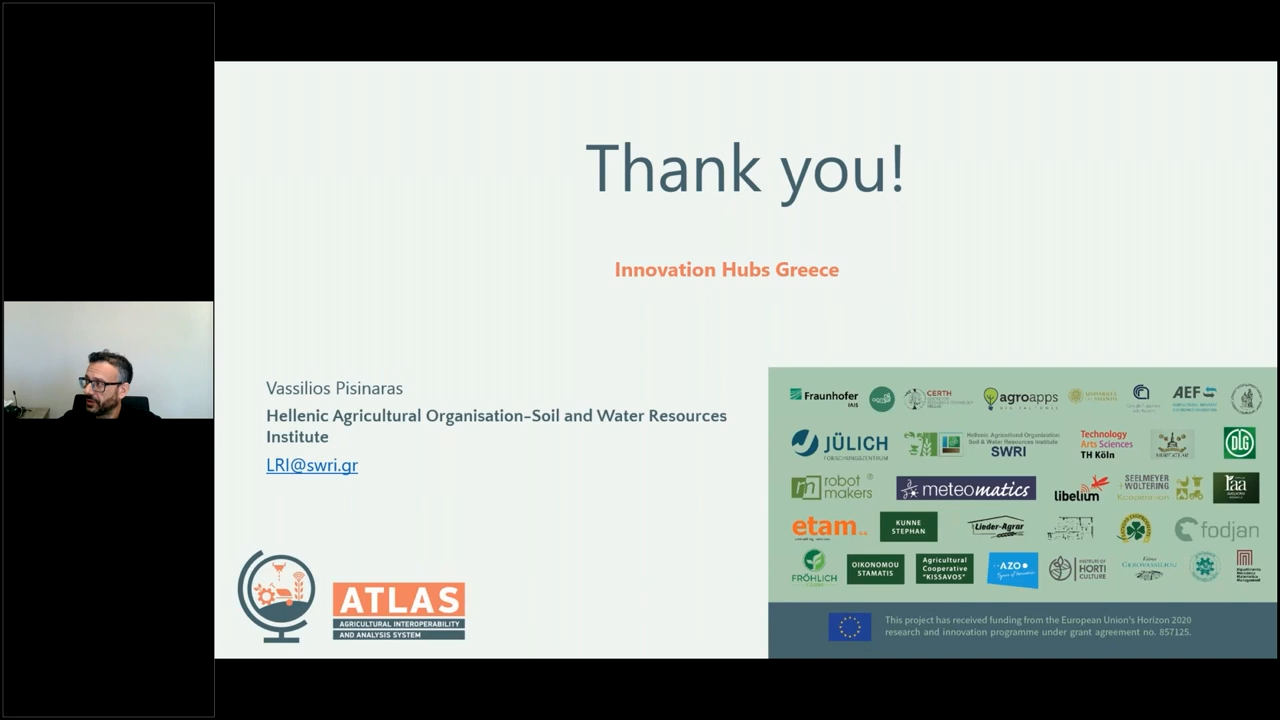 Thank you!
Innovation Hubs Greece
Vassilios Pisinaras
Hellenic Agricultural Organisation-Soil and Water Resources
Institute
LRI@swri.gr
ATLAS
AGRICULTURAL INTEROPERABILITY
AND ANALYSIS SYSTEM
Fraunhofer
IAIS
CERTH
agroapps
AEF
JÜLICH
FORSCHUNGSZENTRUM
Hellenic Agricultural Organization
Soil & Water Resources Institute
SWRI
Technology
Arts Sciences
TH Köln
DLG
robot
makers
meteomatics
libelium
SEELMEYER
WOLTERING
Kooperation
raa
etam
KUNNE
STEPHAN
Lieder-Agrar
fodjan
FRÖHLICH
OIKONOMOU
STAMATIS
Agricultural
Cooperative
"KISSAVOS"
AZO
INSTITUTE OF
HORTI
CULTURE
This project has received funding from the European Union's Horizon 2020
research and innovation programme under grant agreement no. 857125.